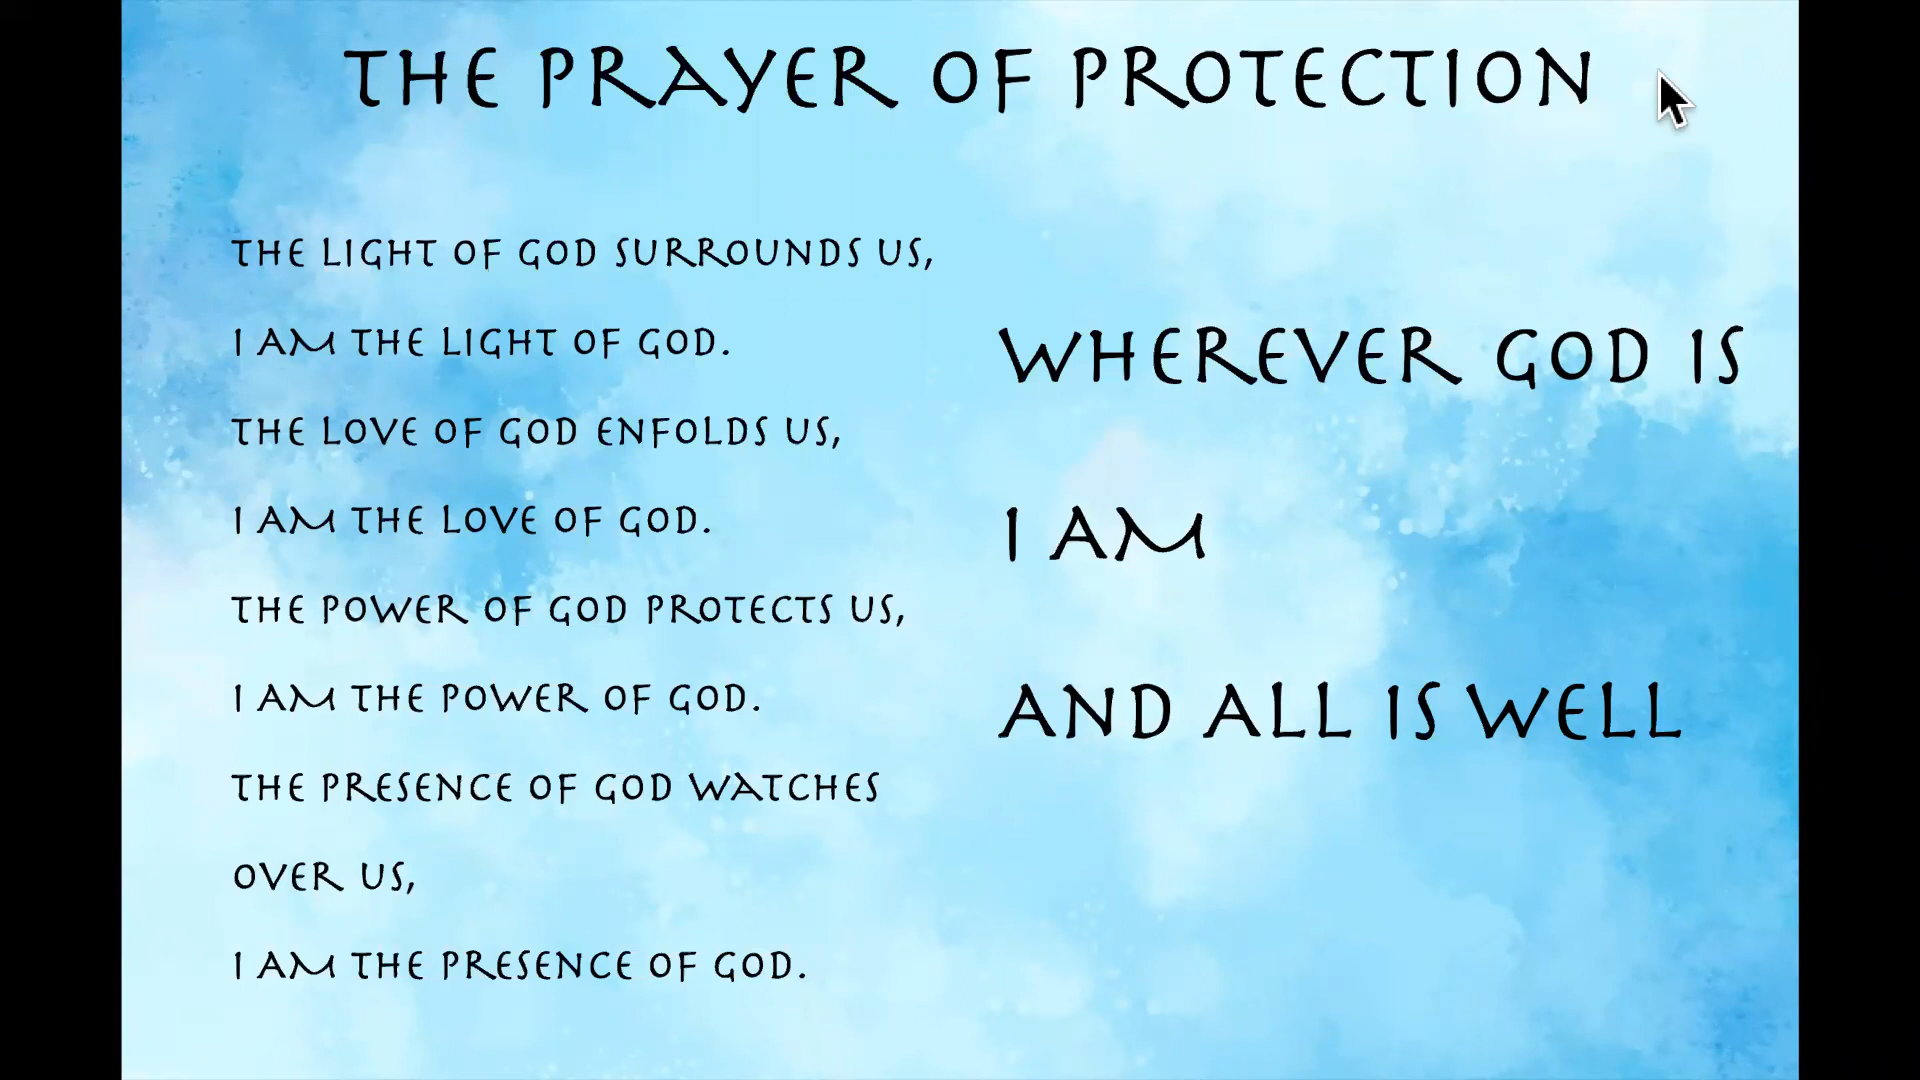 THE PRAYER OF PROTECTION
THE LIGHT OF GOD SURROUNDS US,
I AM THE LIGHT OF GOD.
THE LOVE OF GOD ENFOLDS US,
I AM THE LOVE OF GOD.
THE POWER OF GOD PROTECTS US,
I AM THE POWER OF GOD.
THE PRESENCE OF GOD WATCHES
OVER US,
I AM THE PRESENCE OF GOD.
WHEREVER GOD IS
I AM
AND ALL IS WELL